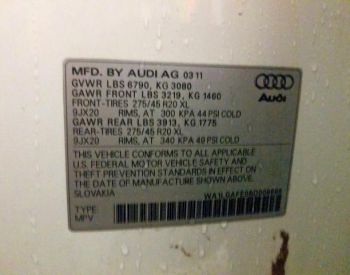 MFD. BY AUDI AG 03 11
GVWR LBS 6790, KG 3080
GAWR FRONT LBS 3219, KG 1460
FRONT-TIRES 275/45 R20 XL
9JX20 RIMS, AT 300 KPA 44 PSI COLD
GAWR REAR LBS 3913, KG 1775
REAR-TIRES 275/45 R20 XL
9JX20 RIMS, AT 340 KPA 49 PSI COLD
Audi
THIS VEHICLE CONFORMS TO ALL APPLICABLE
U.S. FEDERAL MOTOR VEHICLE SAFETY AND
THEFT PREVENTION STANDARDS IN EFFECT ON
THE DATE OF MANUFACTURE SHOWN ABOVE.
SLOVAKIA
TYPE:
MPV